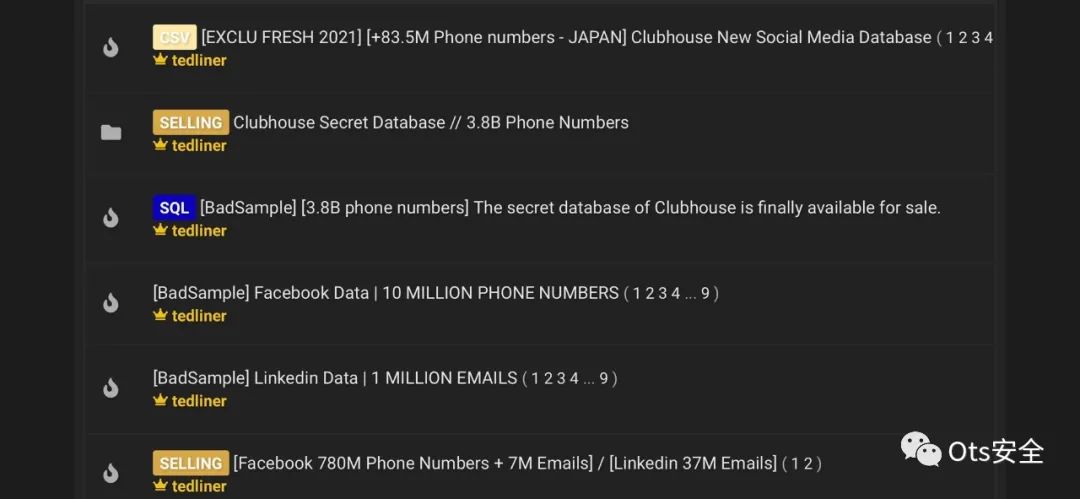 CSV [EXCLU FRESH 2021] [+83.5M Phone numbers - JAPAN] Clubhouse New Social Media Database ( 1 2 3 4
tedliner
SELLING Clubhouse Secret Database // 3.8B Phone Numbers
tedliner
SQL [BadSample] [3.8B phone numbers] The secret database of Clubhouse is finally available for sale.
tedliner
[BadSample] Facebook Data | 10 MILLION PHONE NUMBERS ( 1 2 3 4 ... 9 )
tedliner
[BadSample] Linkedin Data | 1 MILLION EMAILS ( 1 2 3 4 ... 9 )
tedliner
SELLING [Facebook 780M Phone Numbers + 7M Emails] / [Linkedin 37M Emails] ( 1 2 )
tedliner
Ots安全